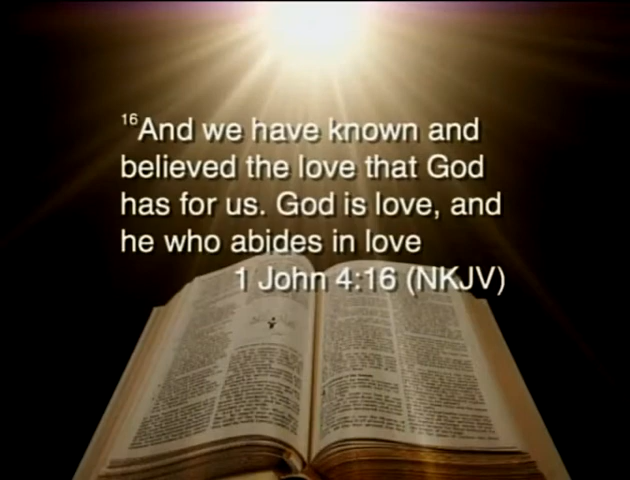 16And we have known and
believed the love that God
has for us. God is love, and
he who abides in love
1 John 4:16 (NKJV)